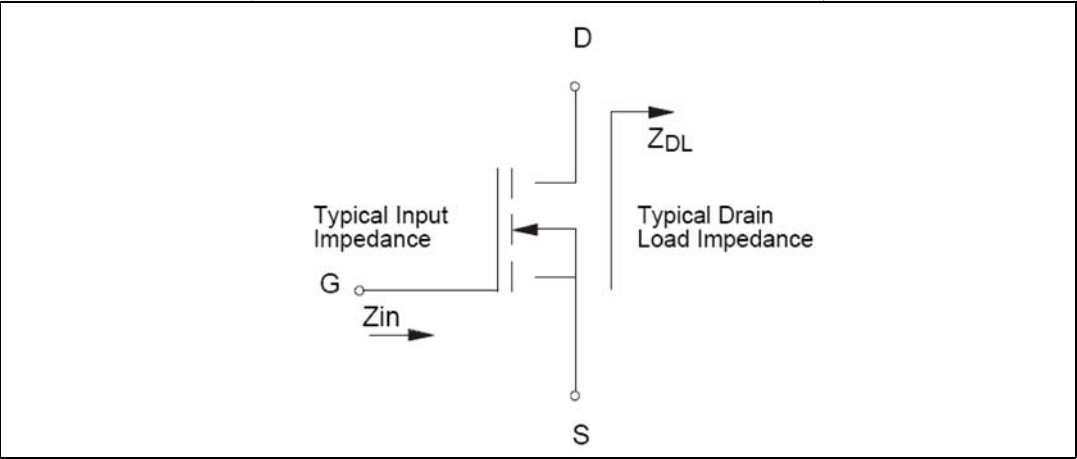 D
ZDL
Typical Input
Impedance
Typical Drain
Load Impedance
G
Zin
S